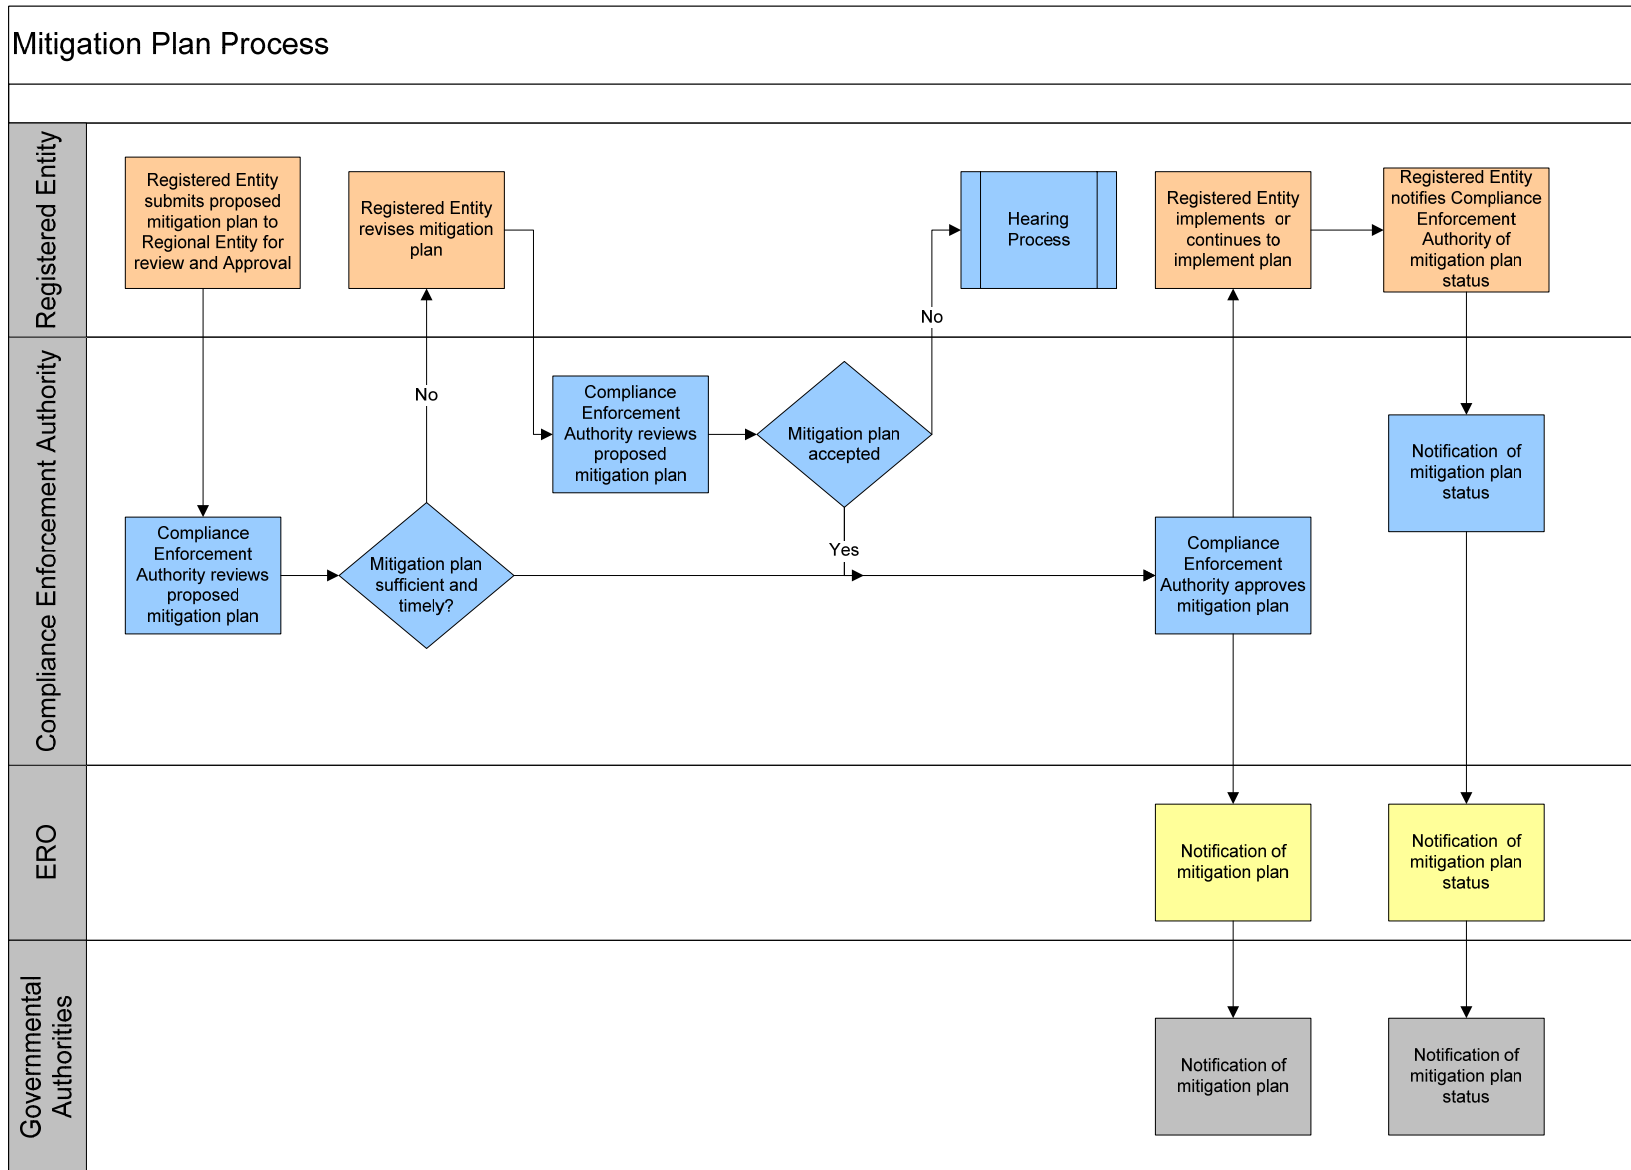 Mitigation Plan Process
Registered Entity
Registered Entity
submits proposed
mitigation plan to
Regional Entity for
review and Approval
Registered Entity
revises mitigation
plan
Hearing
Process
Registered Entity
implements or
continues to
implement plan
Registered Entity
notifies Compliance
Enforcement
Authority of
mitigation plan
status
No
Compliance Enforcement Authority
No
Compliance
Enforcement
Authority reviews
proposed
mitigation plan
Mitigation plan
accepted
Notification of
mitigation plan
status
Yes
Compliance
Enforcement
Authority reviews
proposed
mitigation plan
Mitigation plan
sufficient and
timely?
Compliance
Enforcement
Authority approves
mitigation plan
ERO
Notification of
mitigation plan
Notification of
mitigation plan
status
Governmental
Authorities
Notification of
mitigation plan
Notification of
mitigation plan
status